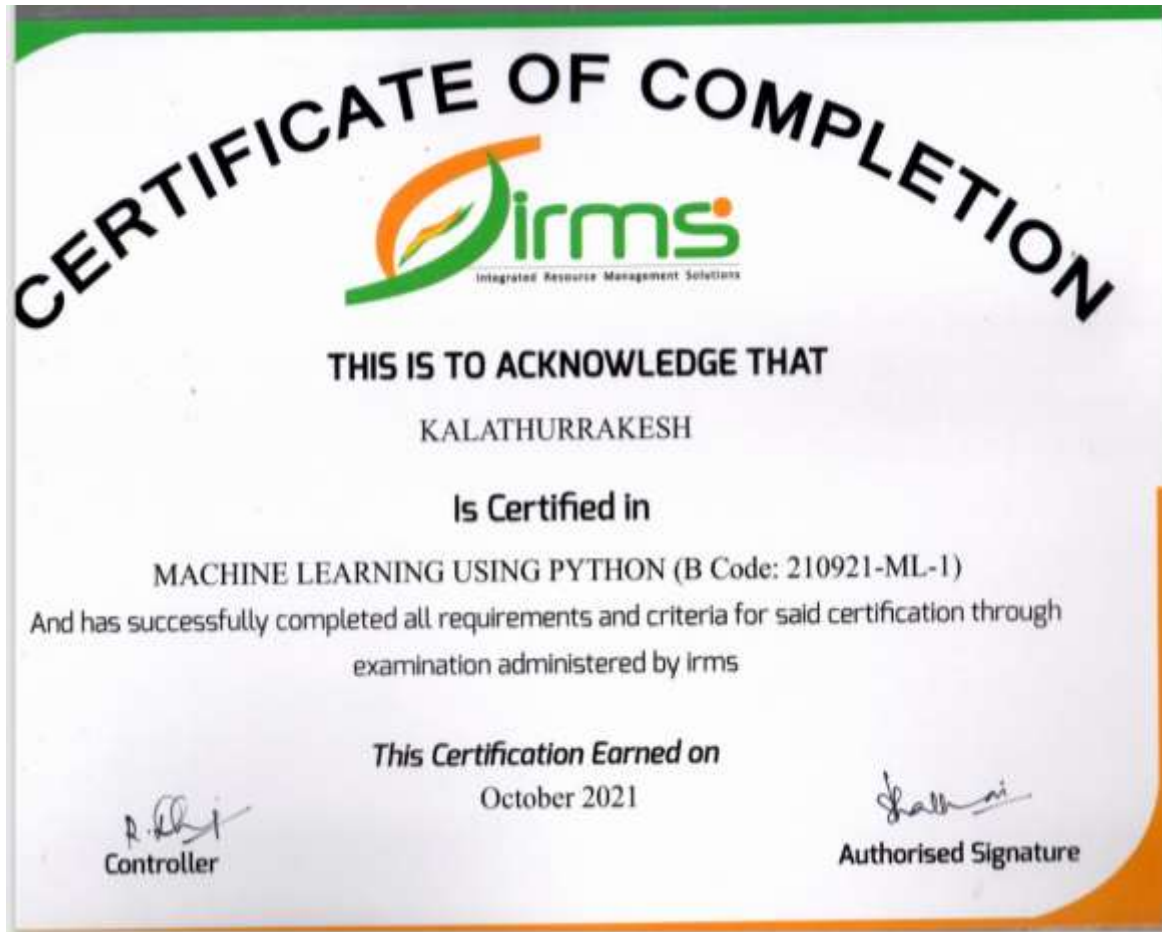 CERTIFICATE OF COMPLETION
irms
Integrated Resource Management Solutions
THIS IS TO ACKNOWLEDGE THAT
KALATHURRAKESH
Is Certified in
MACHINE LEARNING USING PYTHON (B Code: 210921-ML-1)
And has successfully completed all requirements and criteria for said certification through
examination administered by irms
This Certification Earned on
October 2021
Controller
Authorised Signature